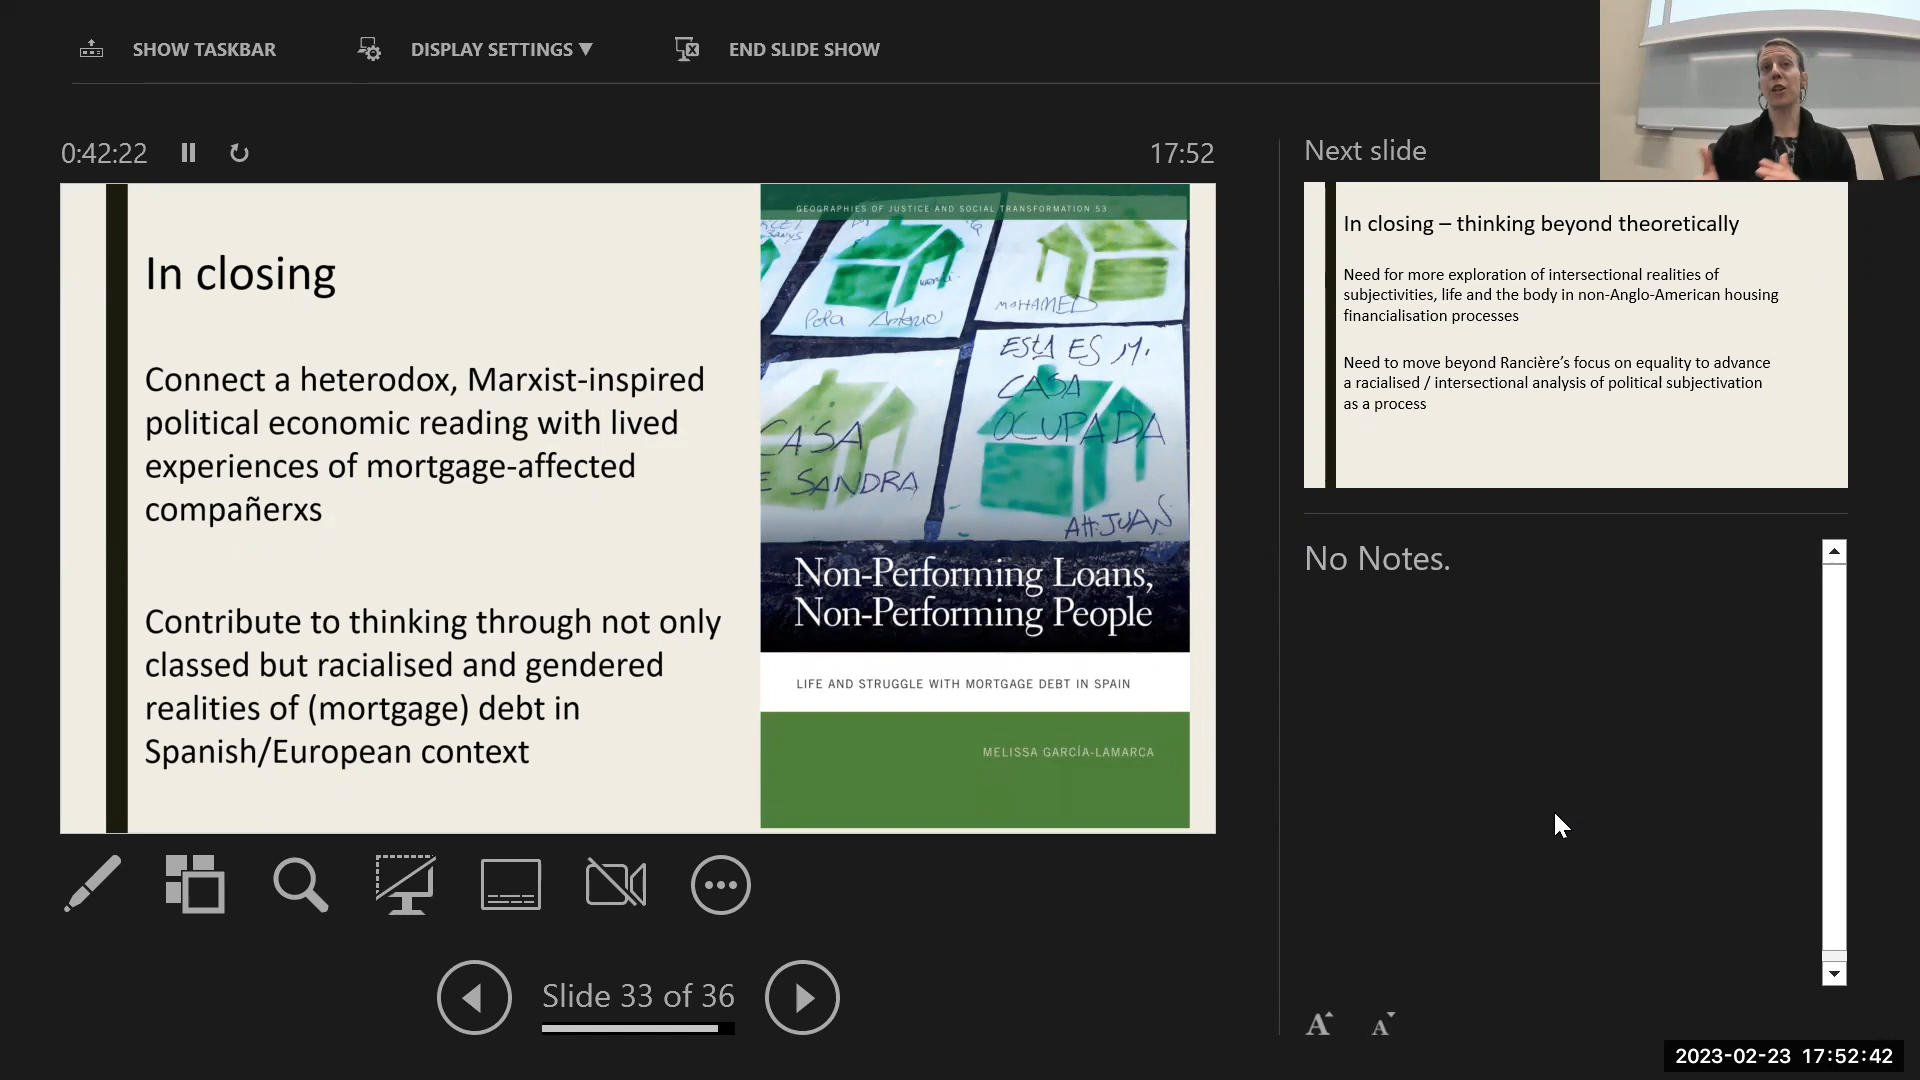 SHOW TASKBAR
DISPLAY SETTINGS ▼
END SLIDE SHOW
0:42:22
17:52
Next slide
In closing
Connect a heterodox, Marxist-inspired
political economic reading with lived
experiences of mortgage-affected
compañerxs
Contribute to thinking through not only
classed but racialised and gendered
realities of (mortgage) debt in
Spanish/European context
GEOGRAPHIES OF JUSTICE AND SOCIAL TRANSFORMATION 53
Antonio
MOHAMED
ESTA ES MI
CASA
OCUPADA
CASA
SANDRA
Att: JUAN
Non-Performing Loans,
Non-Performing People
LIFE AND STRUGGLE WITH MORTGAGE DEBT IN SPAIN
MELISSA GARCÍA-LAMARCA
In closing – thinking beyond theoretically
Need for more exploration of intersectional realities of
subjectivities, life and the body in non-Anglo-American housing
financialisation processes
Need to move beyond Rancière’s focus on equality to advance
a racialised / intersectional analysis of political subjectivation
as a process
No Notes.
Slide 33 of 36
A A
2023-02-23 17:52:42